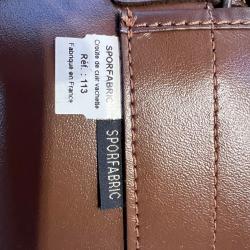 SPORFABRIC
Croûte de cuir vachette
Réf. : 113
Fabriqué en France
SPORFABRIC